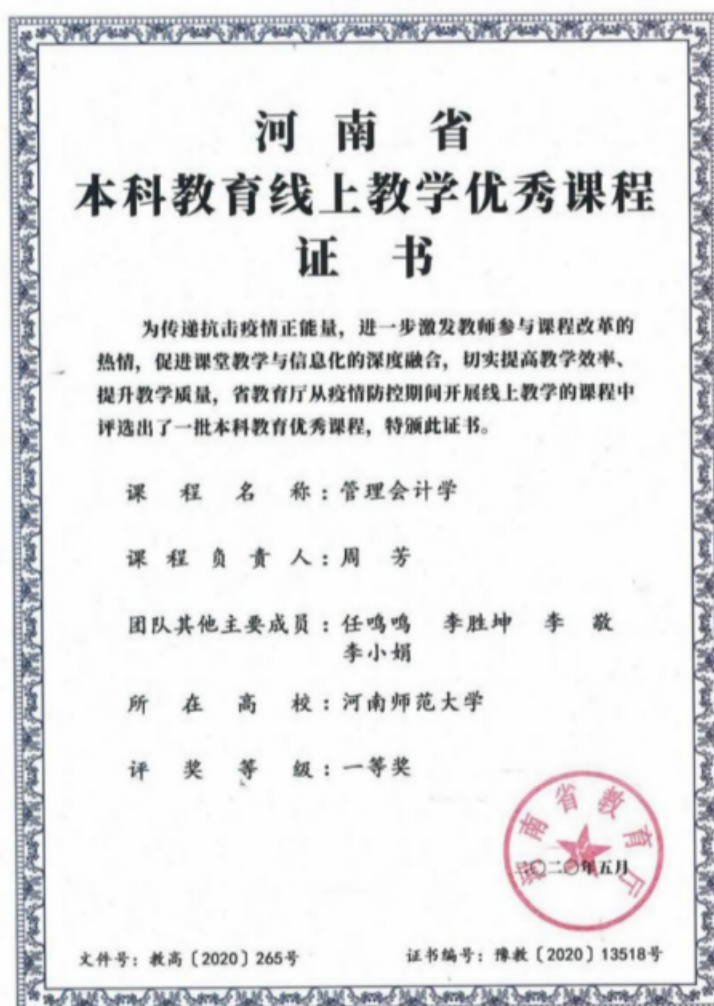 河南省
本科教育线上教学优秀课程
证书
为传递抗击疫情正能量，进一步激发教师参与课程改革的
热情，促进课堂教学与信息化的深度融合，切实提高教学效率、
提升教学质量，省教育厅从疫情防控期间开展线上教学的课程中
评选出了一批本科教育优秀课程，特颁此证书。
课程名称：管理会计学
课程负责人：周芳
团队其他主要成员：任鸣鸣 李胜坤 李敬
李小娟
所在高校：河南师范大学
评奖等级：一等奖
河南省教育厅
二〇二〇年五月
文件号：教高〔2020〕265号 证书编号：豫教〔2020〕13518号